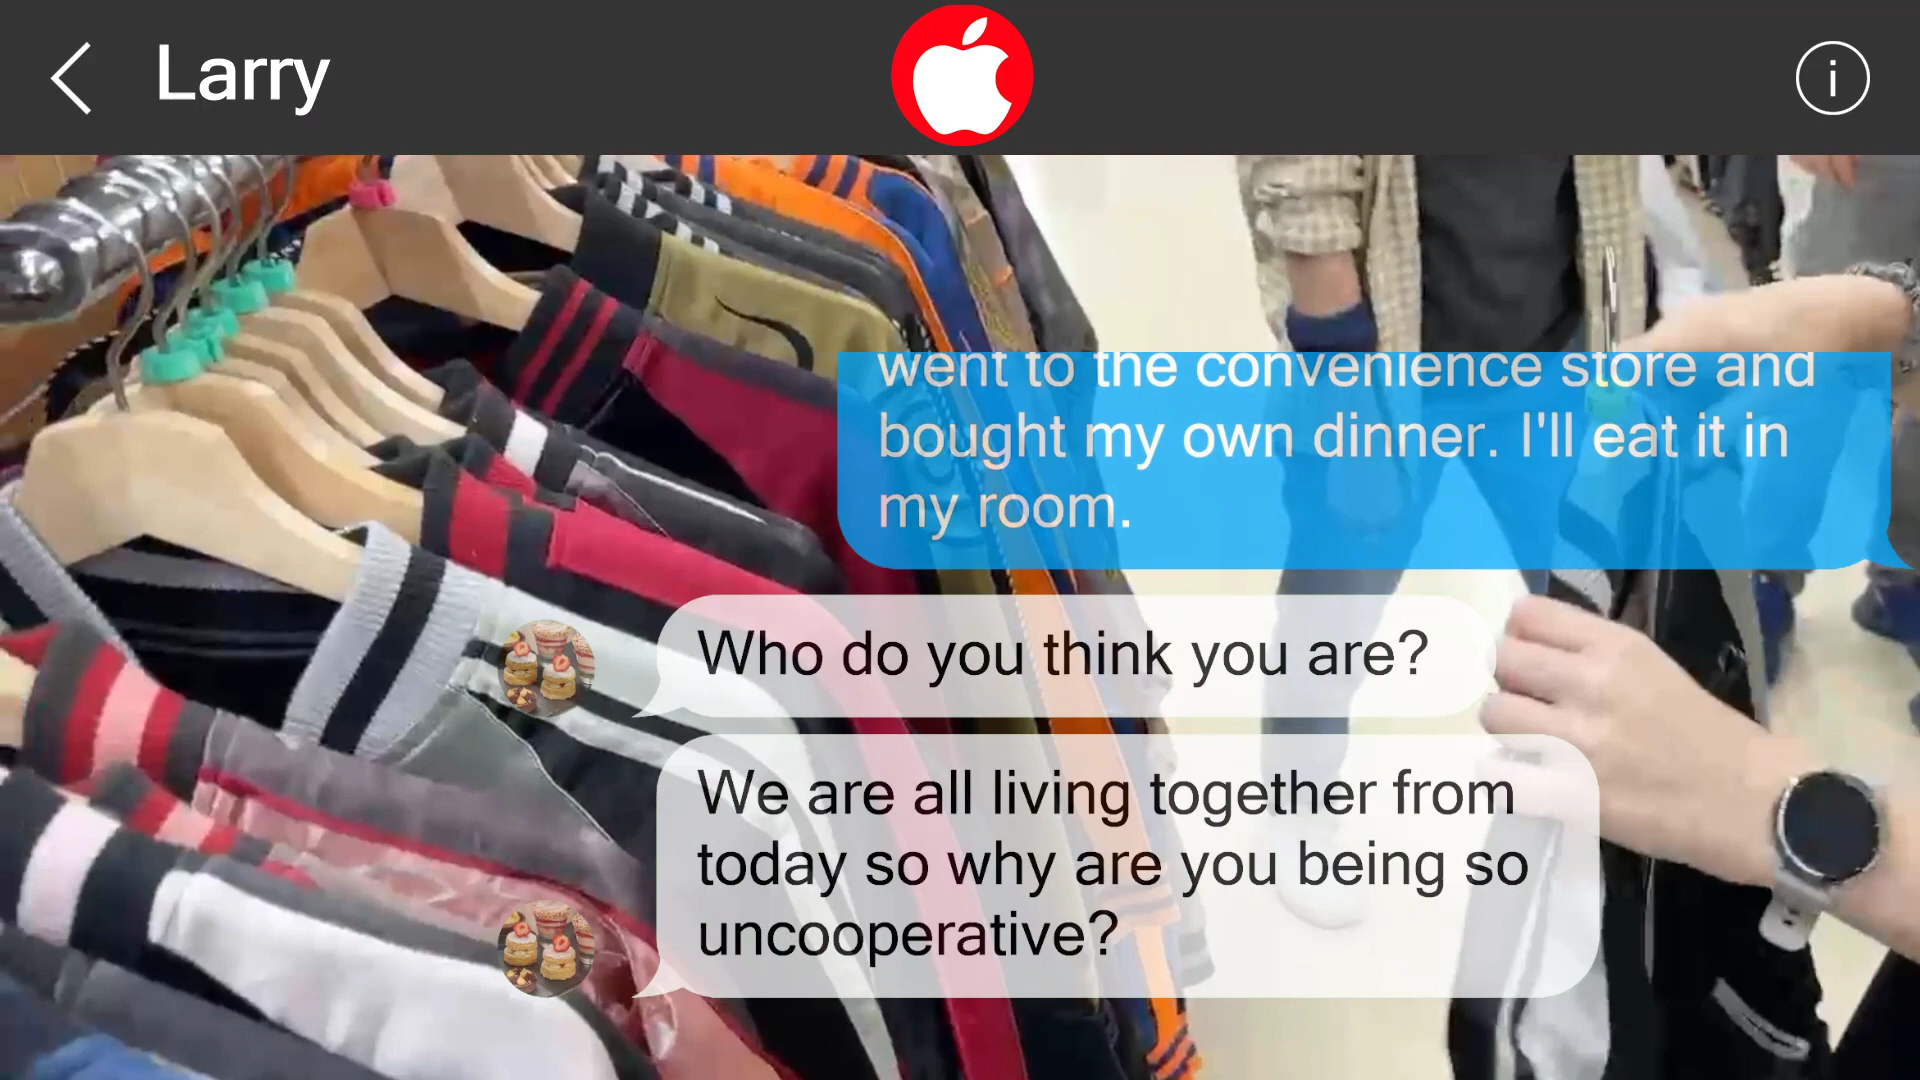 Larry
went to the convenience store and
bought my own dinner. I'll eat it in
my room.
Who do you think you are?
We are all living together from
today so why are you being so
uncooperative?